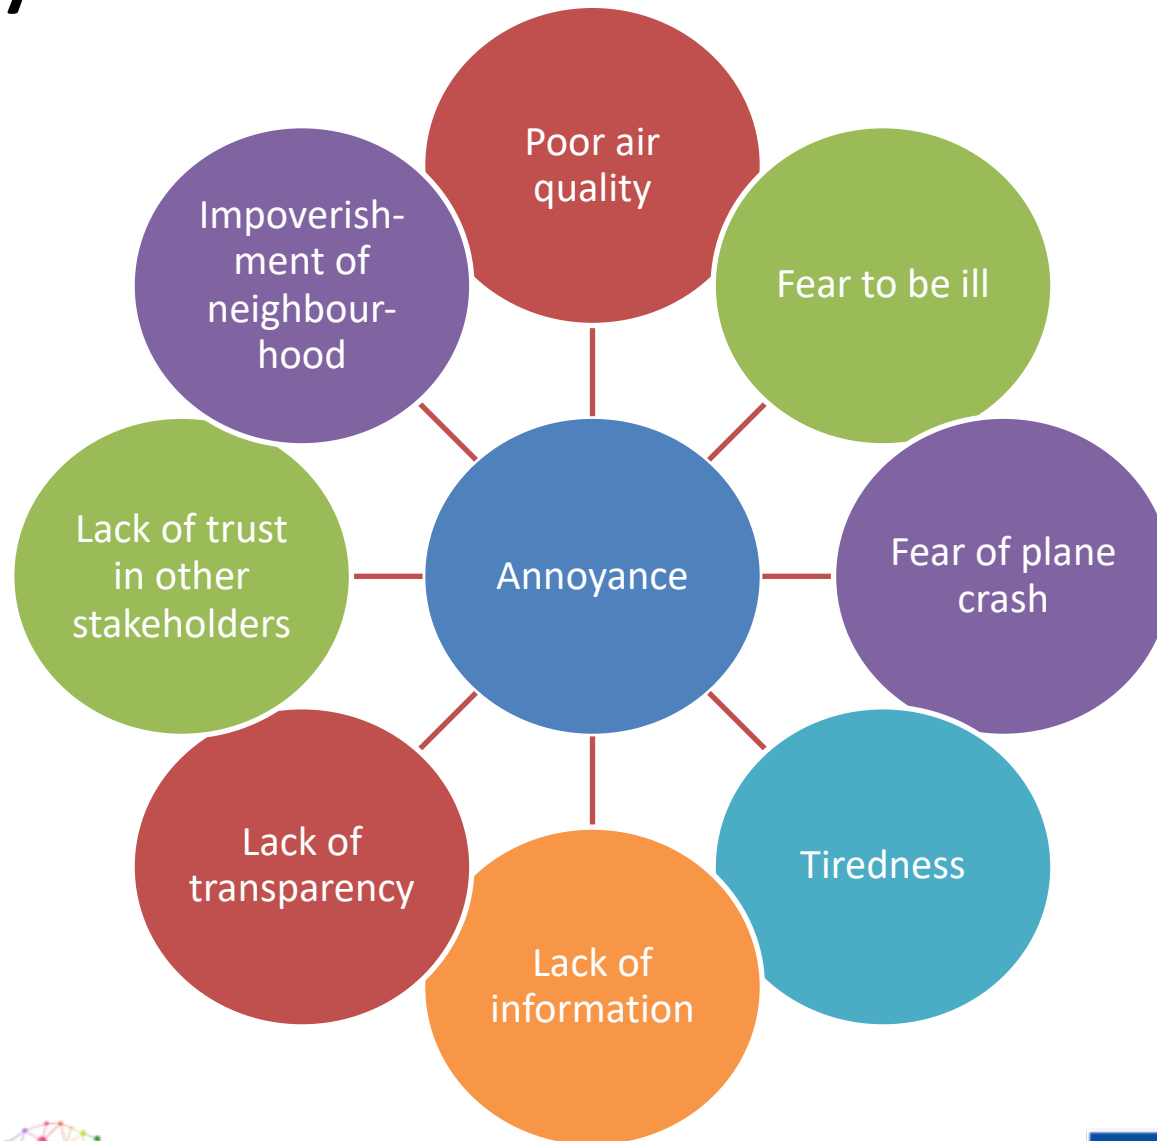 Poor air
quality
Fear to be ill
Fear of plane
crash
Tiredness
Lack of
information
Lack of
transparency
Lack of trust
in other
stakeholders
Impoverish-
ment of
neighbour-
hood
Annoyance